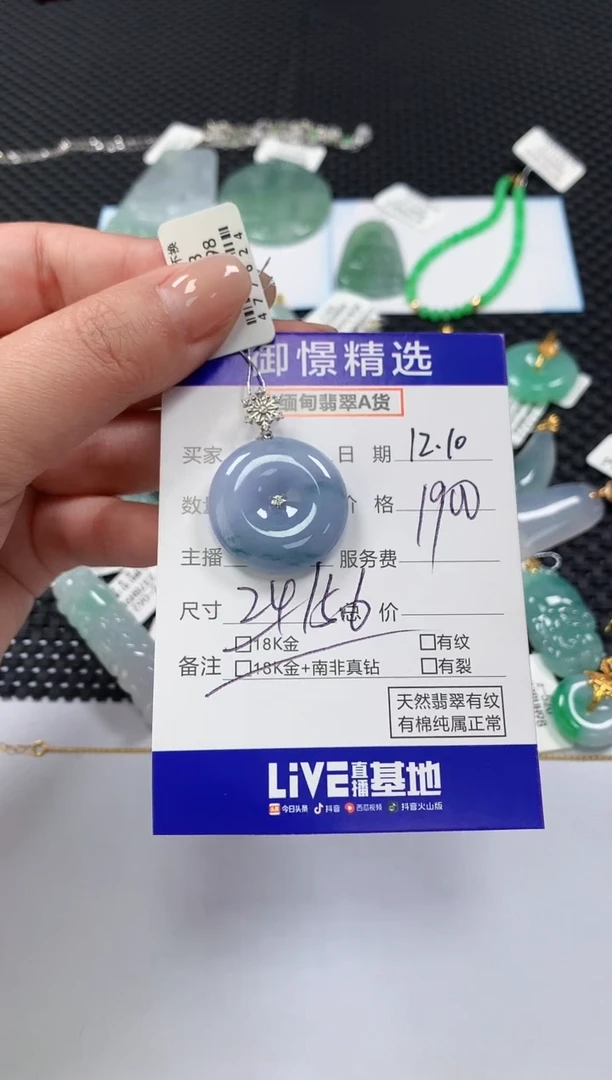 御憬精选
缅甸翡翠A货
买家
日 期 12.10
价 格 1900
主播
服务费
尺寸 24/15.6
总 价
□18K金 □有纹
备注 □18K金+南非真钻 □有裂
天然翡翠有纹
有棉纯属正常
LiVE直播基地
今日头条 抖音 西瓜视频 抖音火山版